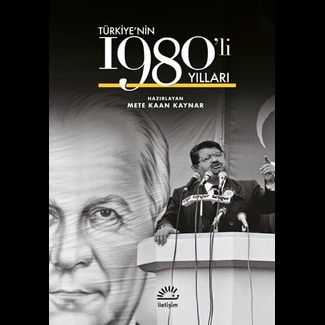 TÜRKİYE'NİN
1980'li
YILLARI
HAZIRLAYAN
METE KAAN KAYNAR
iletişim